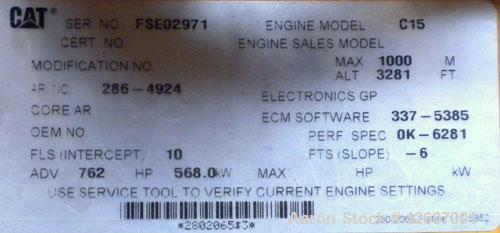 CAT SER NO FSE02971 ENGINE MODEL C15
CERT NO ENGINE SALES MODEL
MODIFICATION NO. MAX 1000 M
ALT 3281 FT
AR NO 286-4924 ELECTRONICS GP
CORE AR ECM SOFTWARE 337-5385
OEM NO PERF SPEC 0K-6281
FLS (INTERCEPT) 10 FTS (SLOPE) -6
ADV 762 HP 568.0 kW MAX HP kW
USE SERVICE TOOL TO VERIFY CURRENT ENGINE SETTINGS
*2802065#3*
Aaron Stock #